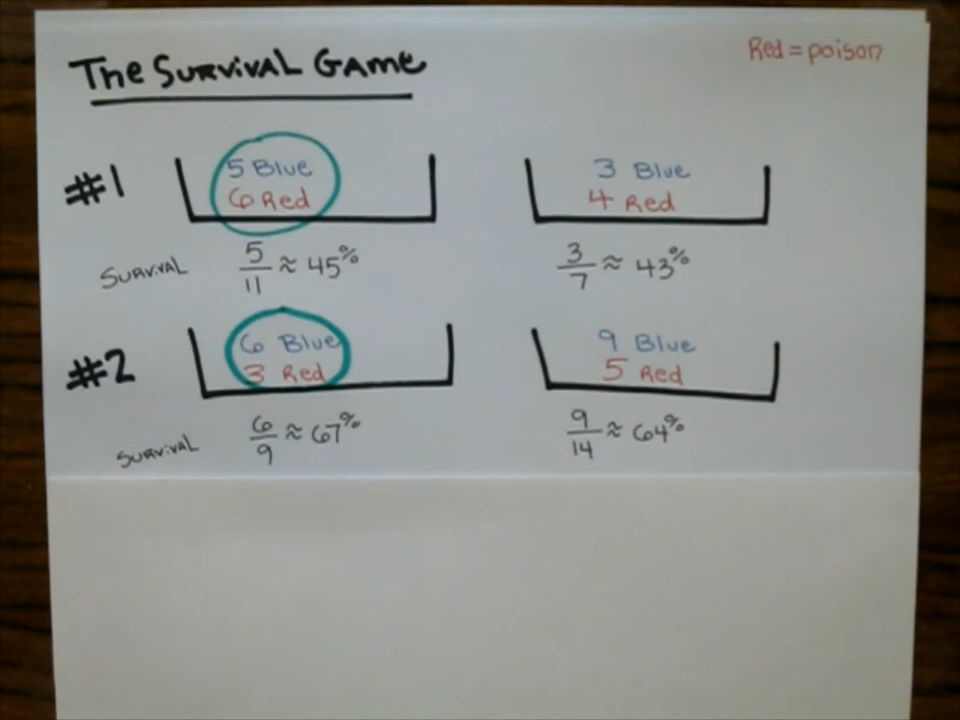 The Survival Game
Red = poison
#1
5 Blue
6 Red
3 Blue
4 Red
Survival
5/11 ≈ 45%
3/7 ≈ 43%
#2
6 Blue
3 Red
9 Blue
5 Red
Survival
6/9 ≈ 67%
9/14 ≈ 64%